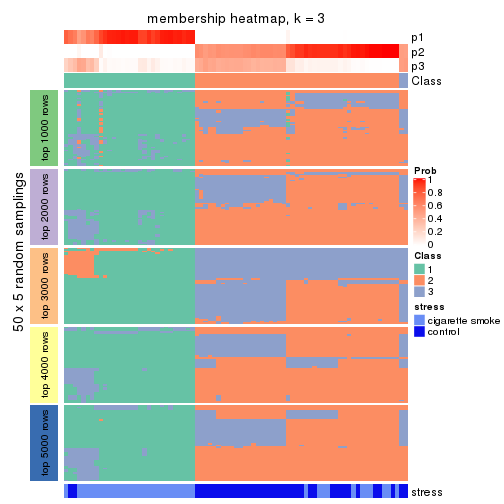 membership heatmap, k = 3
p1
p2
p3
Class
50 x 5 random samplings
top 1000 rows
top 2000 rows
top 3000 rows
top 4000 rows
top 5000 rows
Prob
1
0.8
0.6
0.4
0.2
0
Class
1
2
3
stress
cigarette smoke
control
stress